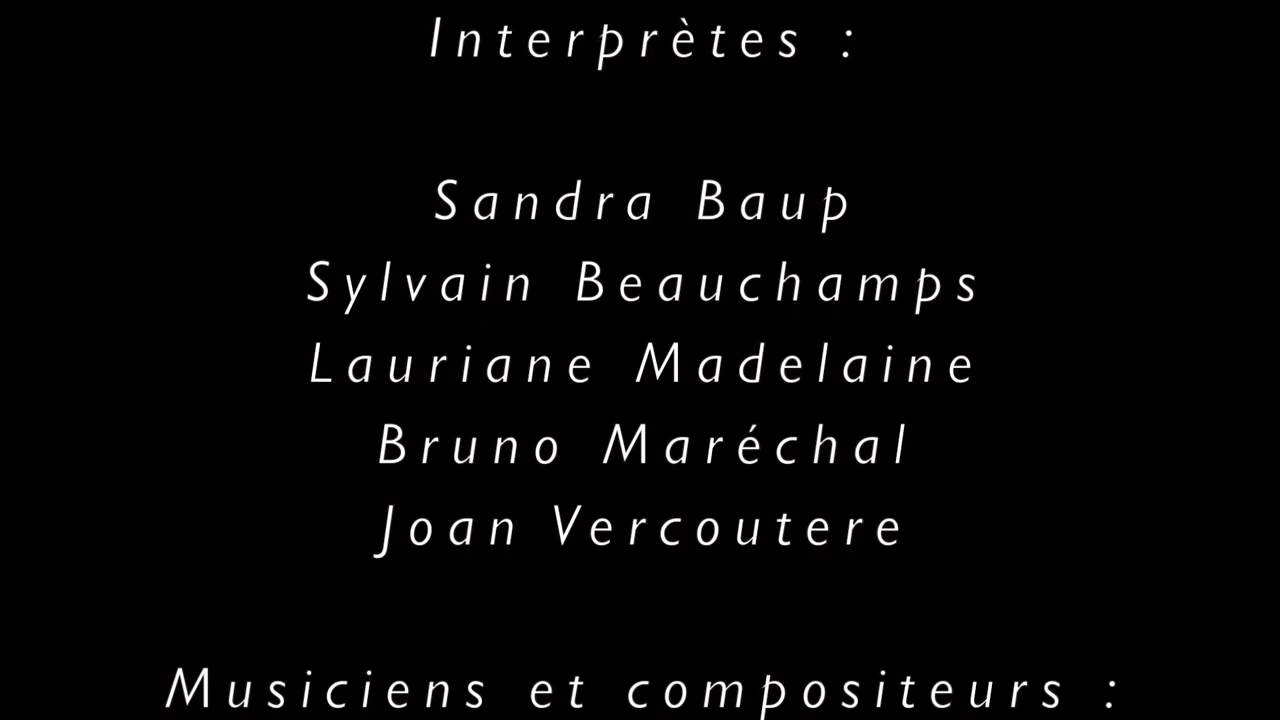 Interprètes :
Sandra Baup
Sylvain Beauchamps
Lauriane Madelaine
Bruno Maréchal
Joan Vercoutere
Musiciens et compositeurs :